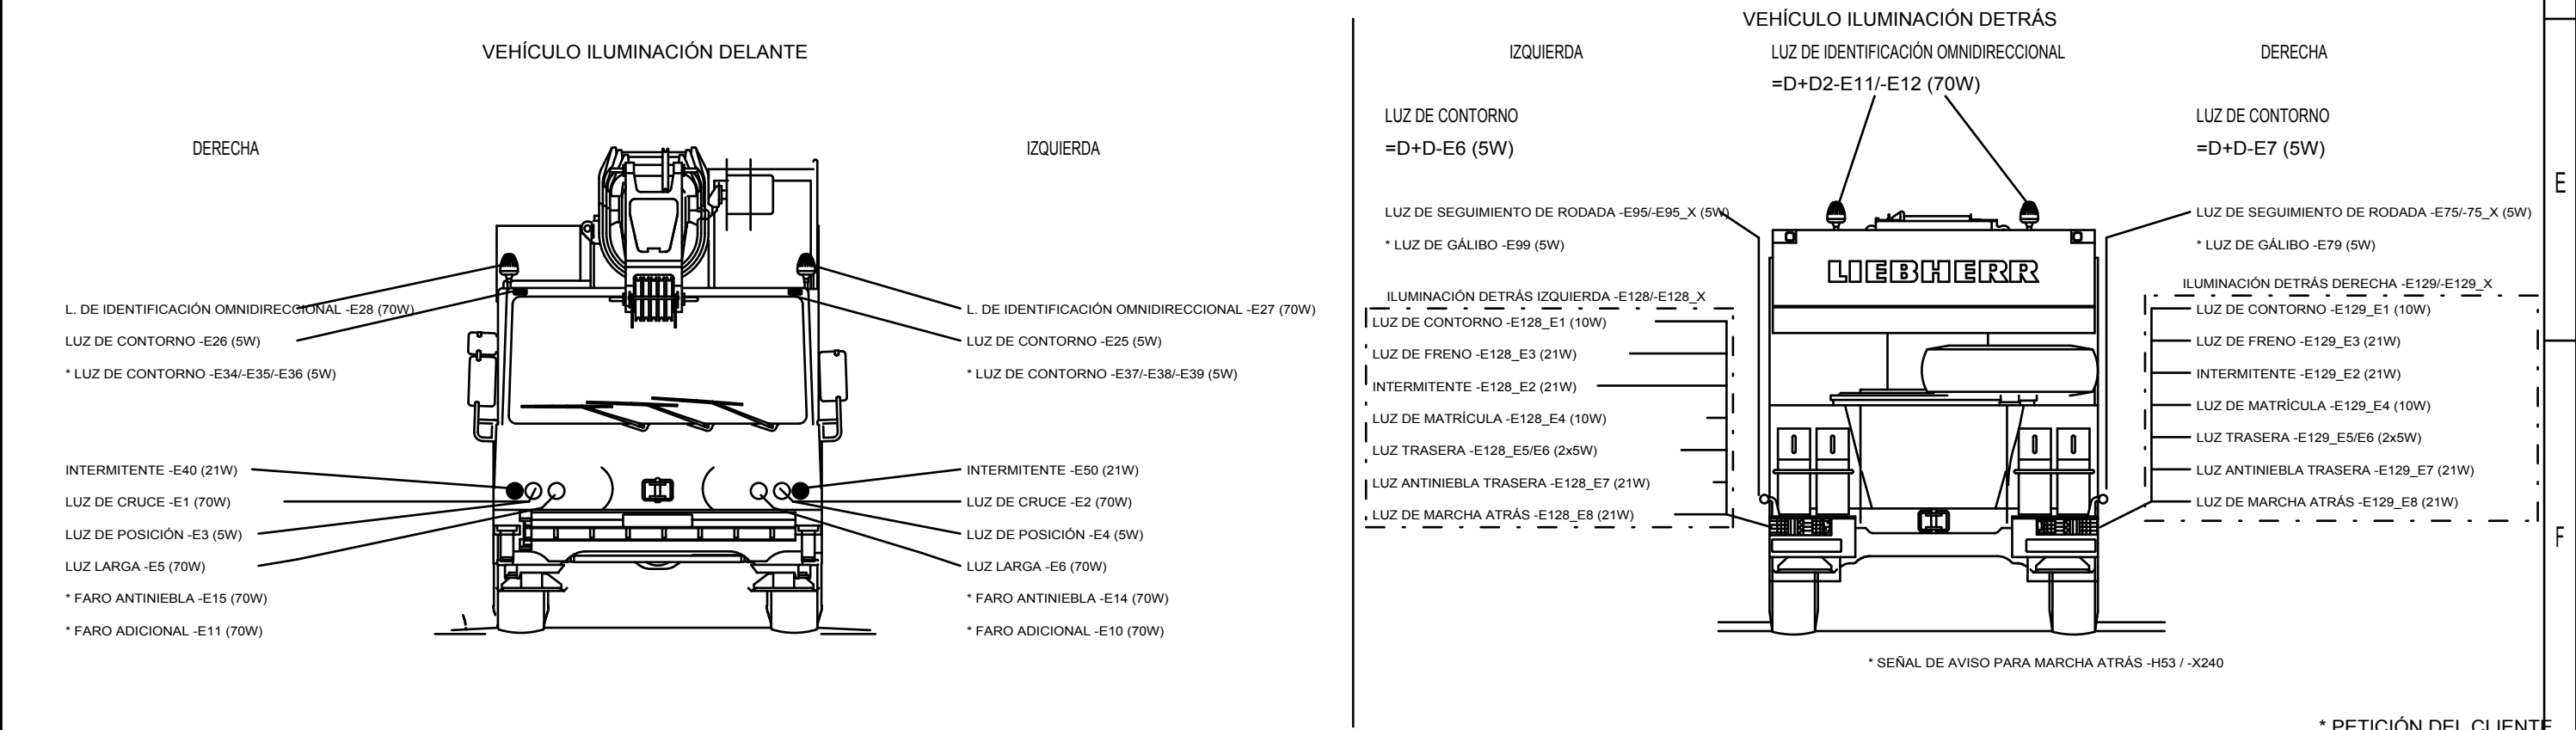 VEHÍCULO ILUMINACIÓN DELANTE
DERECHA
IZQUIERDA
L. DE IDENTIFICACIÓN OMNIDIRECCIONAL -E28 (70W)
LUZ DE CONTORNO -E26 (5W)
* LUZ DE CONTORNO -E34/-E35/-E36 (5W)
INTERMITENTE -E40 (21W)
LUZ DE CRUCE -E1 (70W)
LUZ DE POSICIÓN -E3 (5W)
LUZ LARGA -E5 (70W)
* FARO ANTINIEBLA -E15 (70W)
* FARO ADICIONAL -E11 (70W)
L. DE IDENTIFICACIÓN OMNIDIRECCIONAL -E27 (70W)
LUZ DE CONTORNO -E25 (5W)
* LUZ DE CONTORNO -E37/-E38/-E39 (5W)
INTERMITENTE -E50 (21W)
LUZ DE CRUCE -E2 (70W)
LUZ DE POSICIÓN -E4 (5W)
LUZ LARGA -E6 (70W)
* FARO ANTINIEBLA -E14 (70W)
* FARO ADICIONAL -E10 (70W)
VEHÍCULO ILUMINACIÓN DETRÁS
IZQUIERDA
LUZ DE IDENTIFICACIÓN OMNIDIRECCIONAL
=D+D2-E11/-E12 (70W)
DERECHA
LUZ DE CONTORNO
=D+D-E6 (5W)
LUZ DE CONTORNO
=D+D-E7 (5W)
LUZ DE SEGUIMIENTO DE RODADA -E95/-E95_X (5W)
* LUZ DE GÁLIBO -E99 (5W)
ILUMINACIÓN DETRÁS IZQUIERDA -E128/-E128_X
LUZ DE CONTORNO -E128_E1 (10W)
LUZ DE FRENO -E128_E3 (21W)
INTERMITENTE -E128_E2 (21W)
LUZ DE MATRÍCULA -E128_E4 (10W)
LUZ TRASERA -E128_E5/E6 (2x5W)
LUZ ANTINIEBLA TRASERA -E128_E7 (21W)
LUZ DE MARCHA ATRÁS -E128_E8 (21W)
LIEBHERR
LUZ DE SEGUIMIENTO DE RODADA -E75/-75_X (5W)
* LUZ DE GÁLIBO -E79 (5W)
ILUMINACIÓN DETRÁS DERECHA -E129/-E129_X
LUZ DE CONTORNO -E129_E1 (10W)
LUZ DE FRENO -E129_E3 (21W)
INTERMITENTE -E129_E2 (21W)
LUZ DE MATRÍCULA -E129_E4 (10W)
LUZ TRASERA -E129_E5/E6 (2x5W)
LUZ ANTINIEBLA TRASERA -E129_E7 (21W)
LUZ DE MARCHA ATRÁS -E129_E8 (21W)
* SEÑAL DE AVISO PARA MARCHA ATRÁS -H53 / -X240
* PETICIÓN DEL CLIENTE
E
F